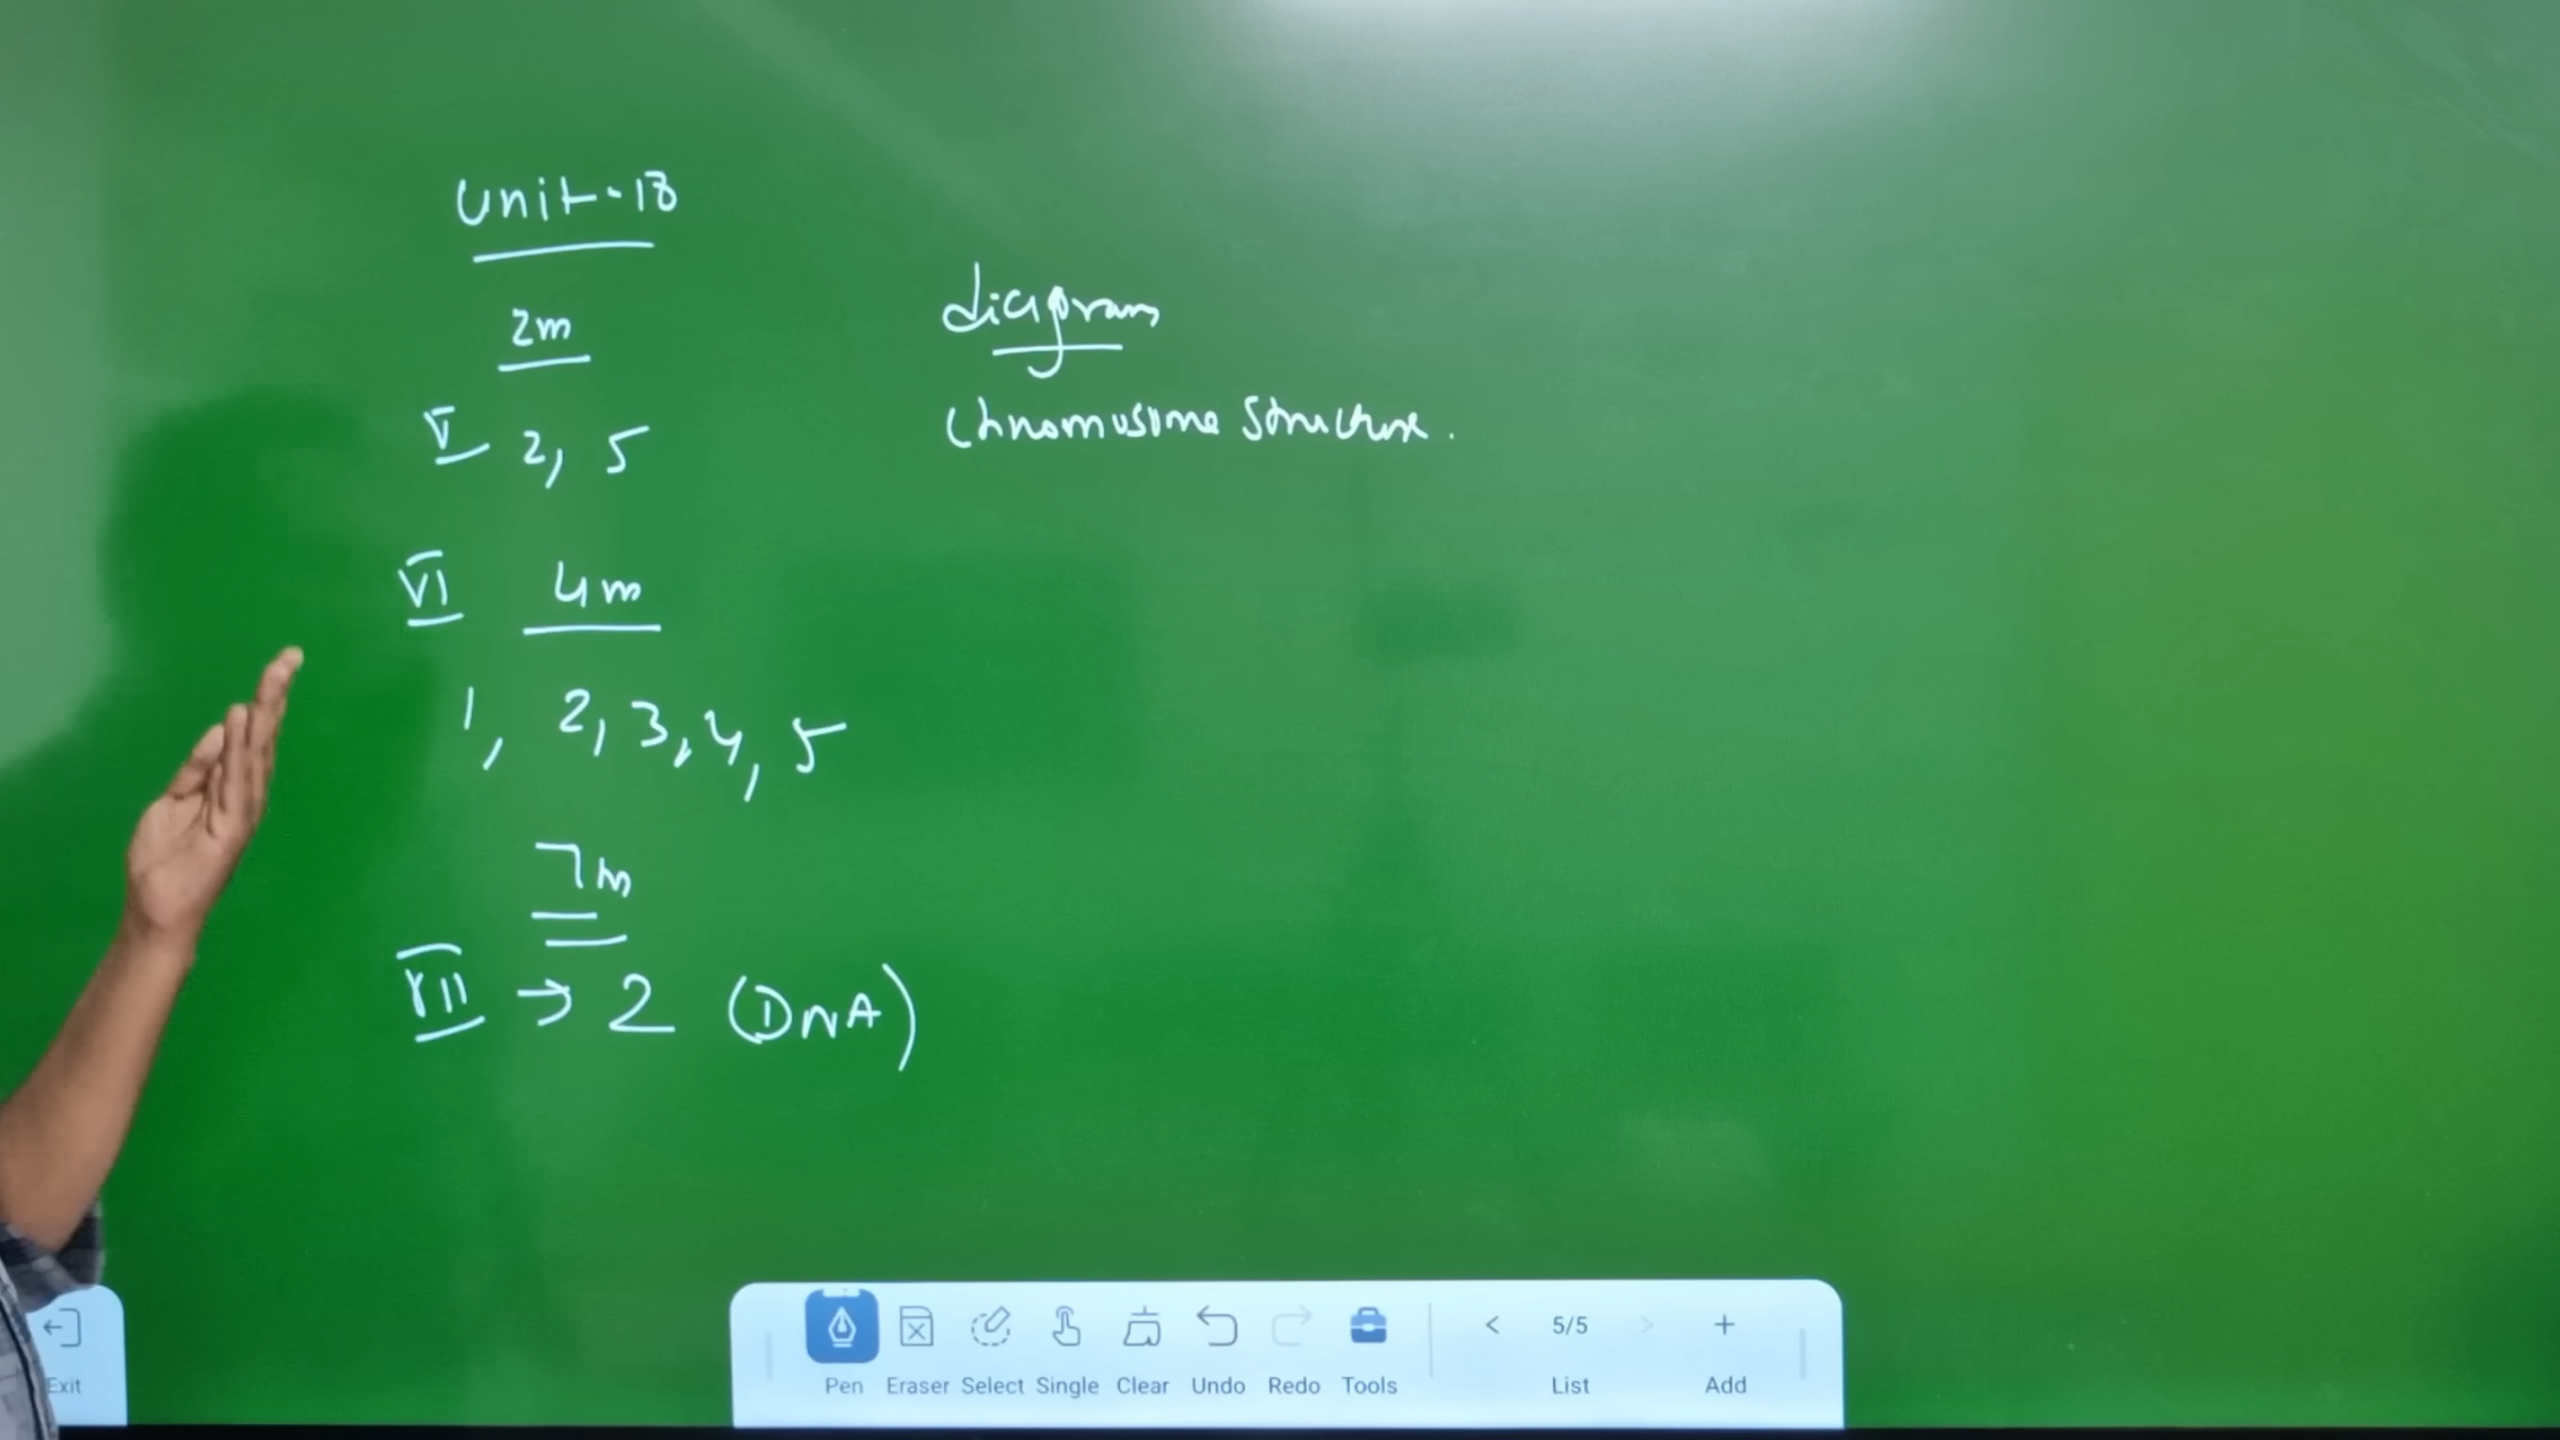 Unit-18
2m
V 2, 5
VI 4m
1, 2, 3, 4, 5
7m
VII → 2 (DNA)
diagram
Chromosome Structure.
Exit
Pen Eraser Select Single Clear Undo Redo Tools
< 5/5 > +
List Add